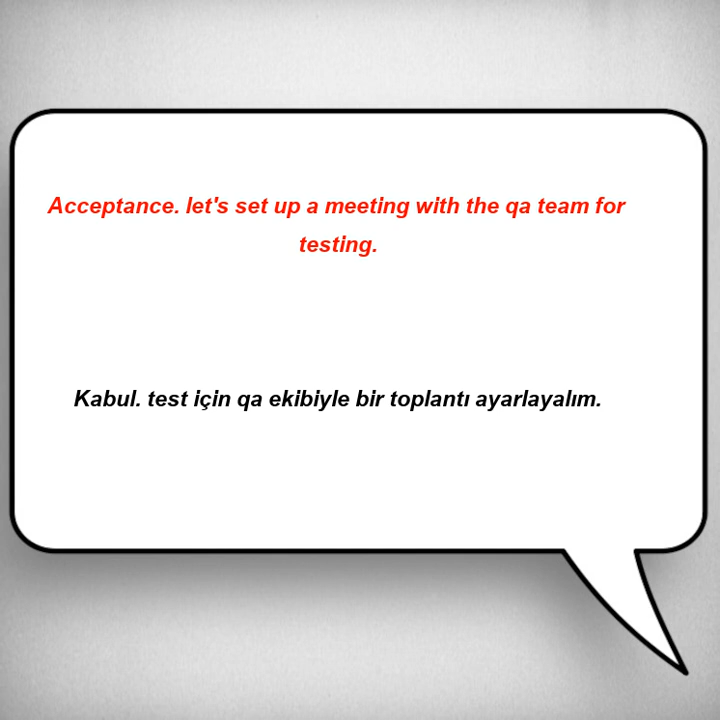 Acceptance. let's set up a meeting with the qa team for
testing.
Kabul. test için qa ekibiyle bir toplantı ayarlayalım.